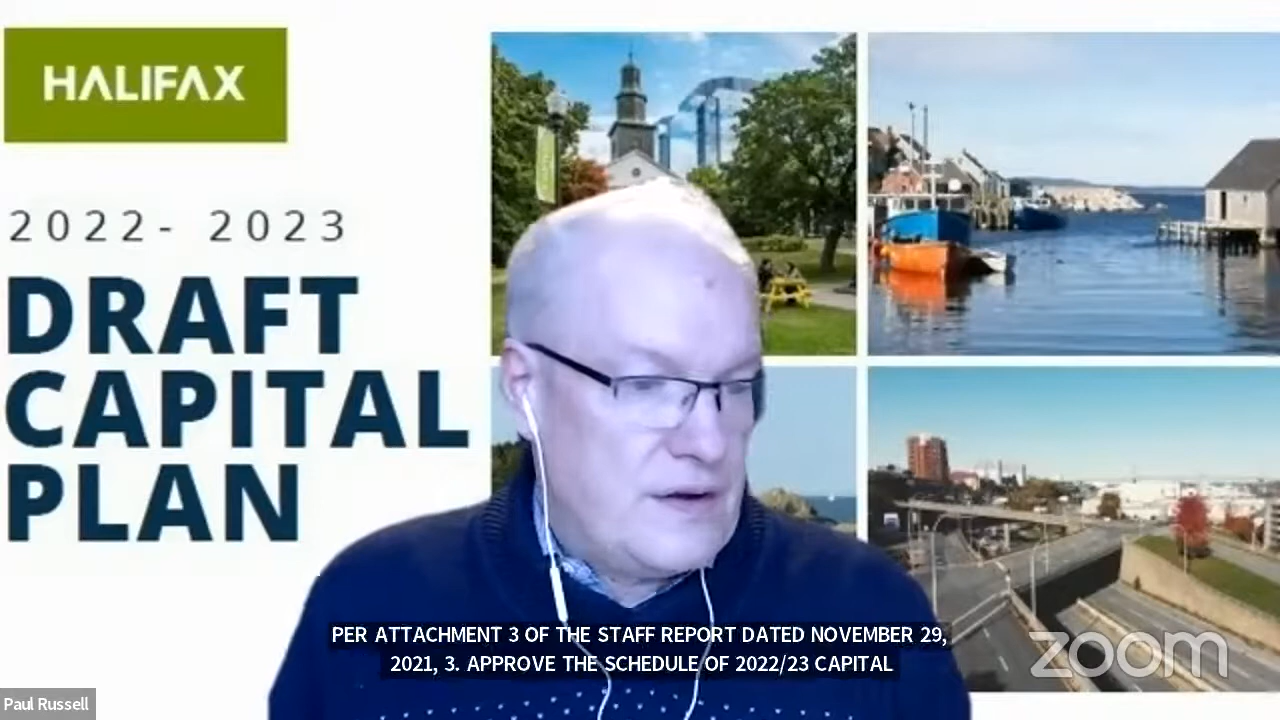 HALIFAX
2022- 2023
DRAFT
CAPITAL
PLAN
PER ATTACHMENT 3 OF THE STAFF REPORT DATED NOVEMBER 29,
2021, 3. APPROVE THE SCHEDULE OF 2022/23 CAPITAL
zoom
Paul Russell